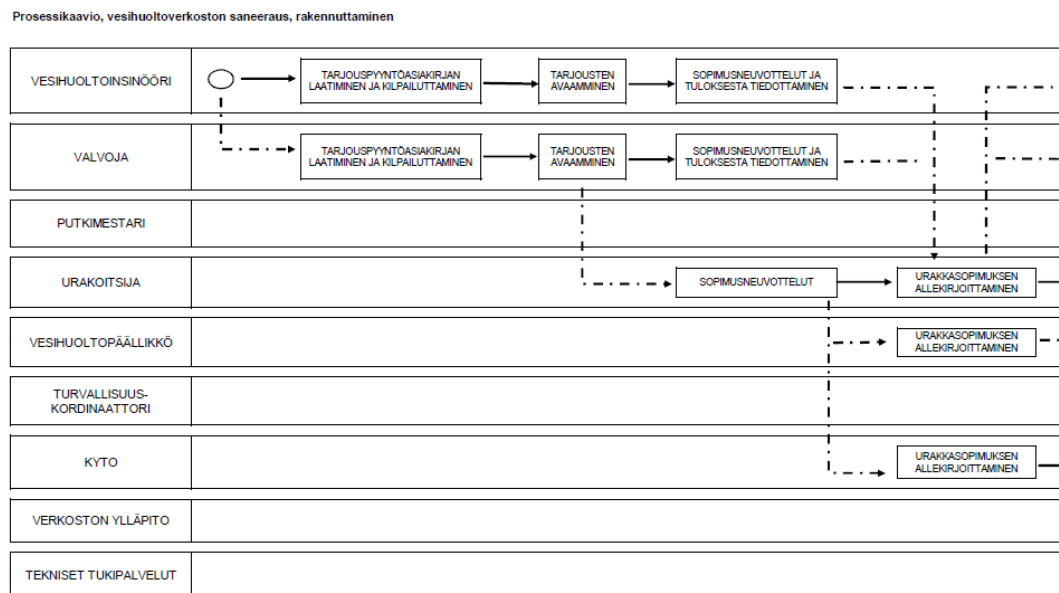 Prosessikaavio, vesihuoltoverkoston saneeraus, rakennuttaminen
VESIHUOLTOINSINÖÖRI
TARJOUSPYYNTÖASIAKIRJAN
LAATIMINEN JA KILPAILUTTAMINEN
TARJOUSTEN
AVAAMMINEN
SOPIMUSNEUVOTTELUT JA
TULOKSESTA TIEDOTTAMINEN
VALVOJA
TARJOUSPYYNTÖASIAKIRJAN
LAATIMINEN JA KILPAILUTTAMINEN
TARJOUSTEN
AVAAMMINEN
SOPIMUSNEUVOTTELUT JA
TULOKSESTA TIEDOTTAMINEN
PUTKIMESTARI
URAKOITSIJA
SOPIMUSNEUVOTTELUT
URAKKASOPIMUKSEN
ALLEKIRJOITTAMINEN
VESIHUOLTOPÄÄLLIKKÖ
URAKKASOPIMUKSEN
ALLEKIRJOITTAMINEN
TURVALLISUUS-
KORDINAATTORI
KYTO
URAKKASOPIMUKSEN
ALLEKIRJOITTAMINEN
VERKOSTON YLLÄPITO
TEKNISET TUKIPALVELUT